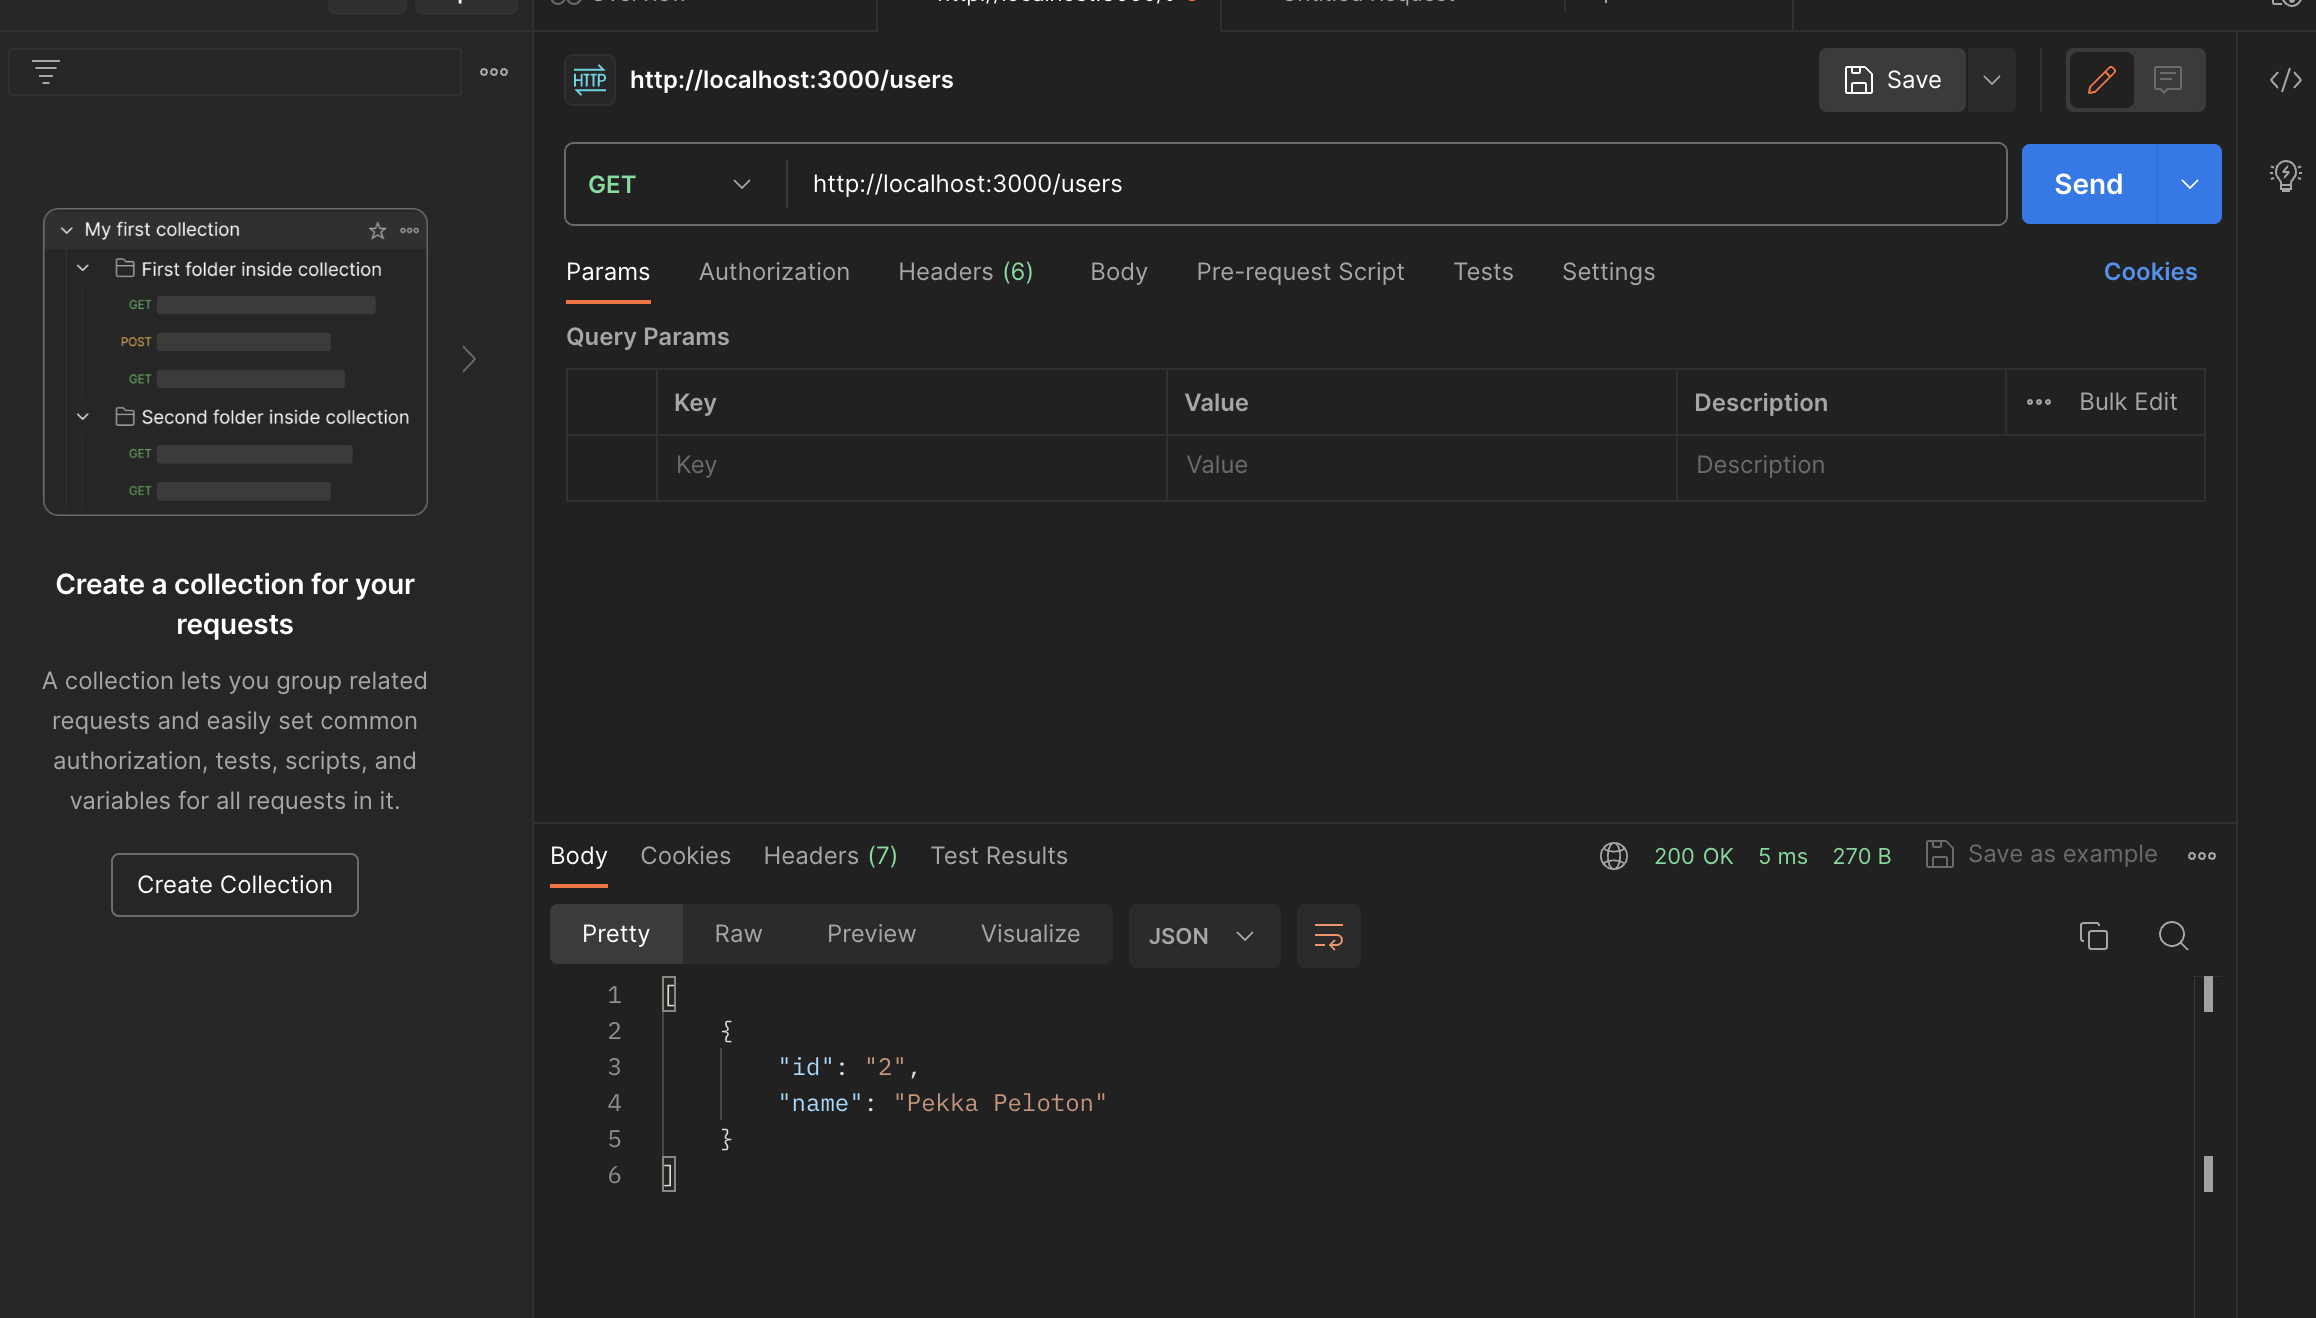 HTTP http://localhost:3000/users
Save
GET http://localhost:3000/users
Send
Params Authorization Headers (6) Body Pre-request Script Tests Settings Cookies
Query Params
Key Value Description Bulk Edit
Key Value Description
My first collection
First folder inside collection
GET
POST
GET
Second folder inside collection
GET
GET
Create a collection for your
requests
A collection lets you group related
requests and easily set common
authorization, tests, scripts, and
variables for all requests in it.
Create Collection
Body Cookies Headers (7) Test Results 200 OK 5 ms 270 B Save as example
Pretty Raw Preview Visualize JSON
1 [
2 {
3 "id": "2",
4 "name": "Pekka Peloton"
5 }
6 ]